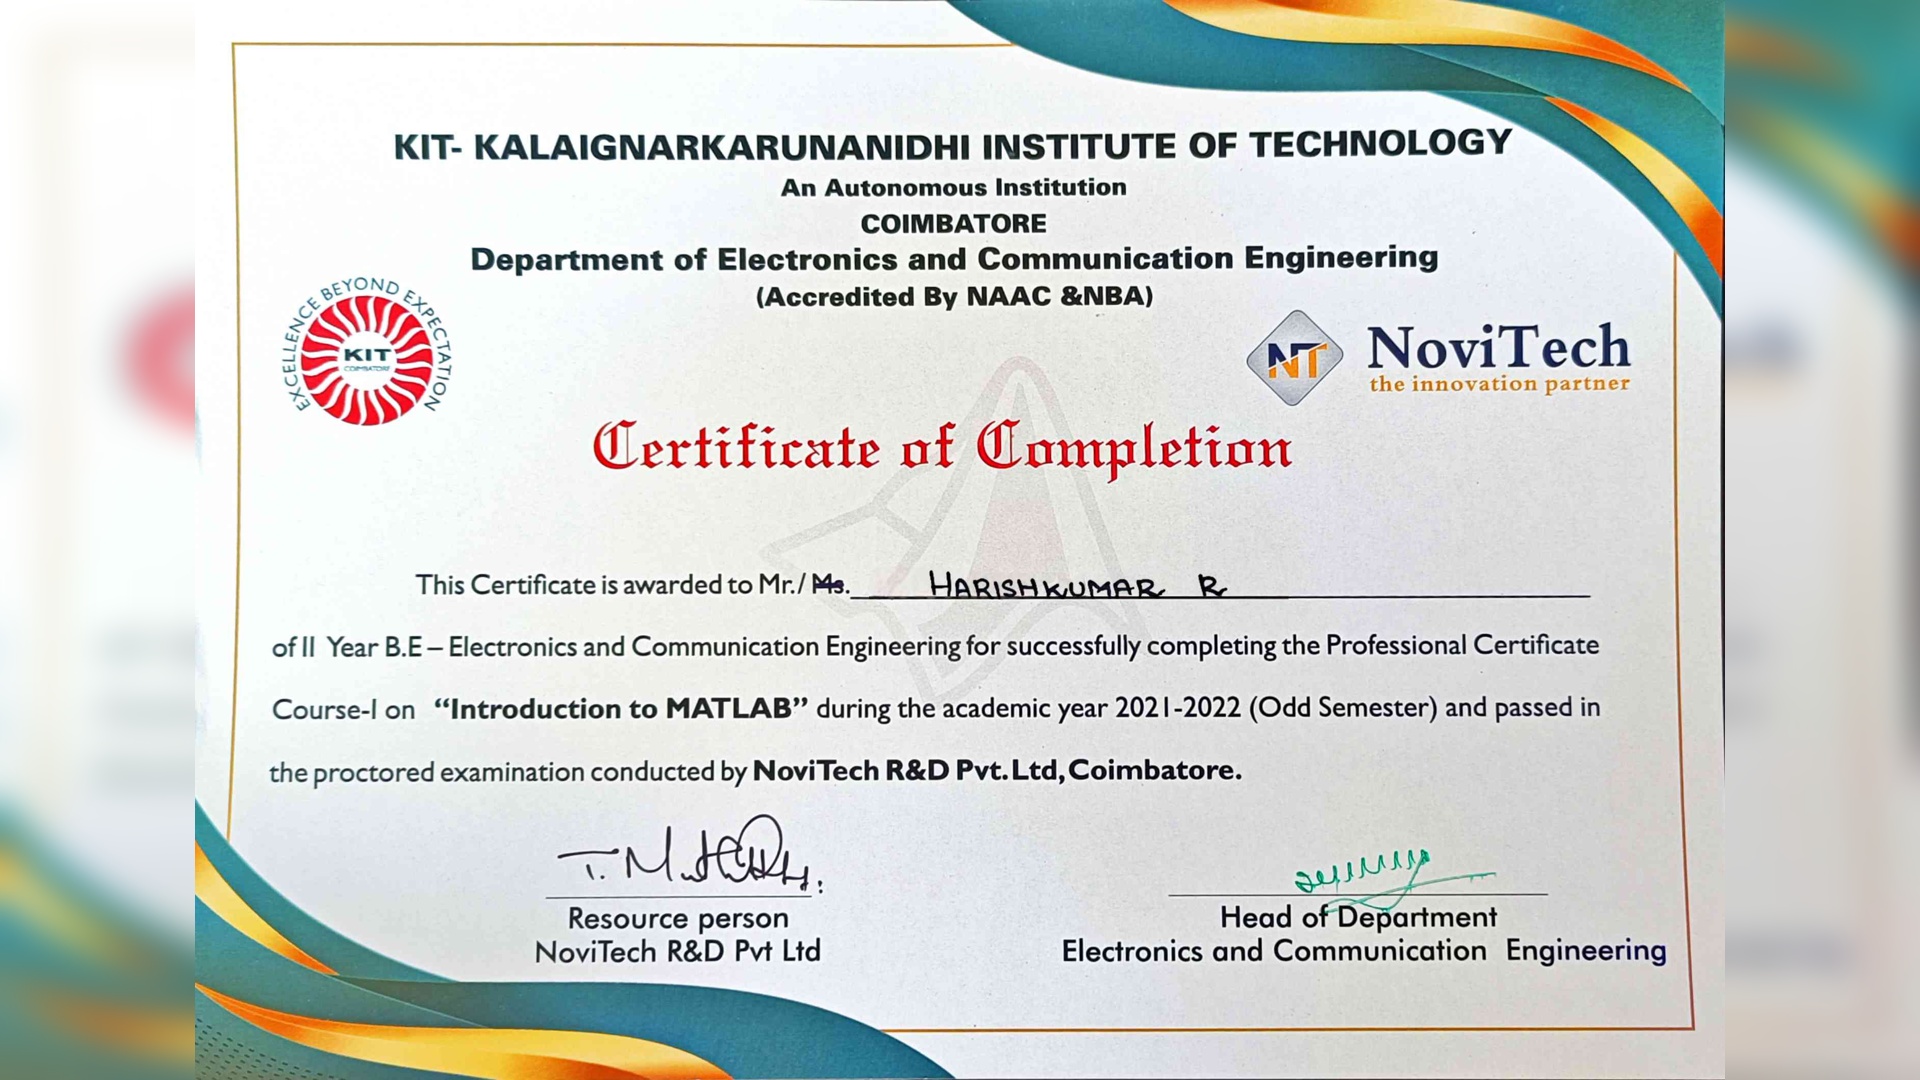 KIT- KALAIGNARKARUNANIDHI INSTITUTE OF TECHNOLOGY
An Autonomous Institution
COIMBATORE
Department of Electronics and Communication Engineering
(Accredited By NAAC &NBA)
EXCELLENCE BEYOND EXPECTATION
KIT
COIMBATORE
NT
NoviTech
the innovation partner
Certificate of Completion
This Certificate is awarded to Mr./ Ms. HARISHKUMAR R
of II Year B.E – Electronics and Communication Engineering for successfully completing the Professional Certificate
Course-I on “Introduction to MATLAB” during the academic year 2021-2022 (Odd Semester) and passed in
the proctored examination conducted by NoviTech R&D Pvt. Ltd, Coimbatore.
Resource person
NoviTech R&D Pvt Ltd
Head of Department
Electronics and Communication Engineering